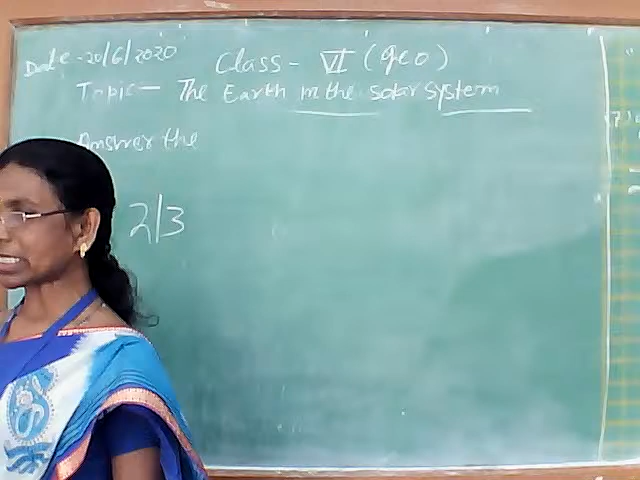 Date - 20/6/2020
Class - VI (geo)
Topic - The Earth in the solar system
Answer the
2/3